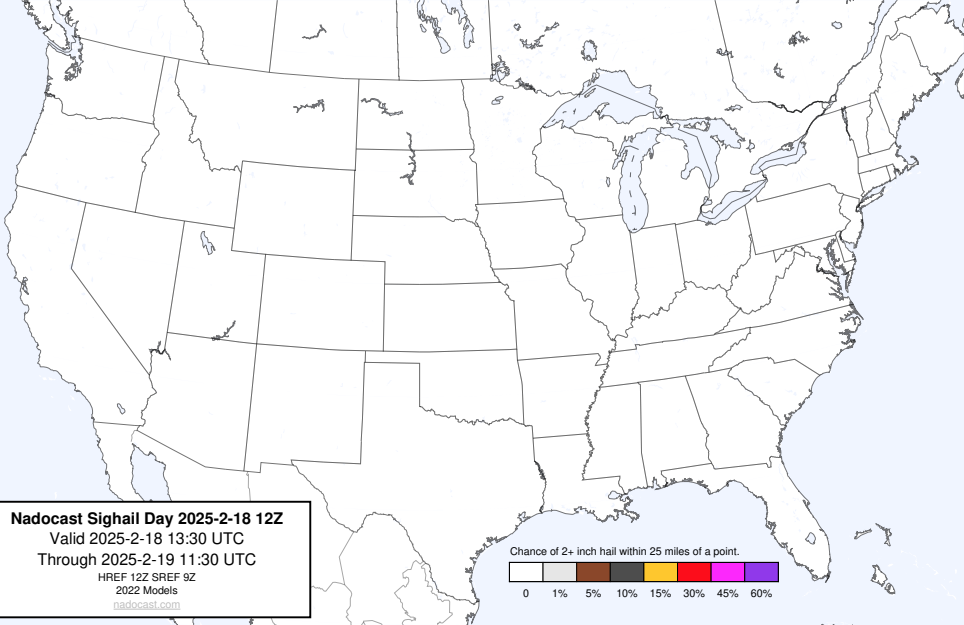 Nadocast Sighail Day 2025-2-18 12Z
Valid 2025-2-18 13:30 UTC
Through 2025-2-19 11:30 UTC
HREF 12Z SREF 9Z
2022 Models
nadocast.com
Chance of 2+ inch hail within 25 miles of a point.
0 1% 5% 10% 15% 30% 45% 60%